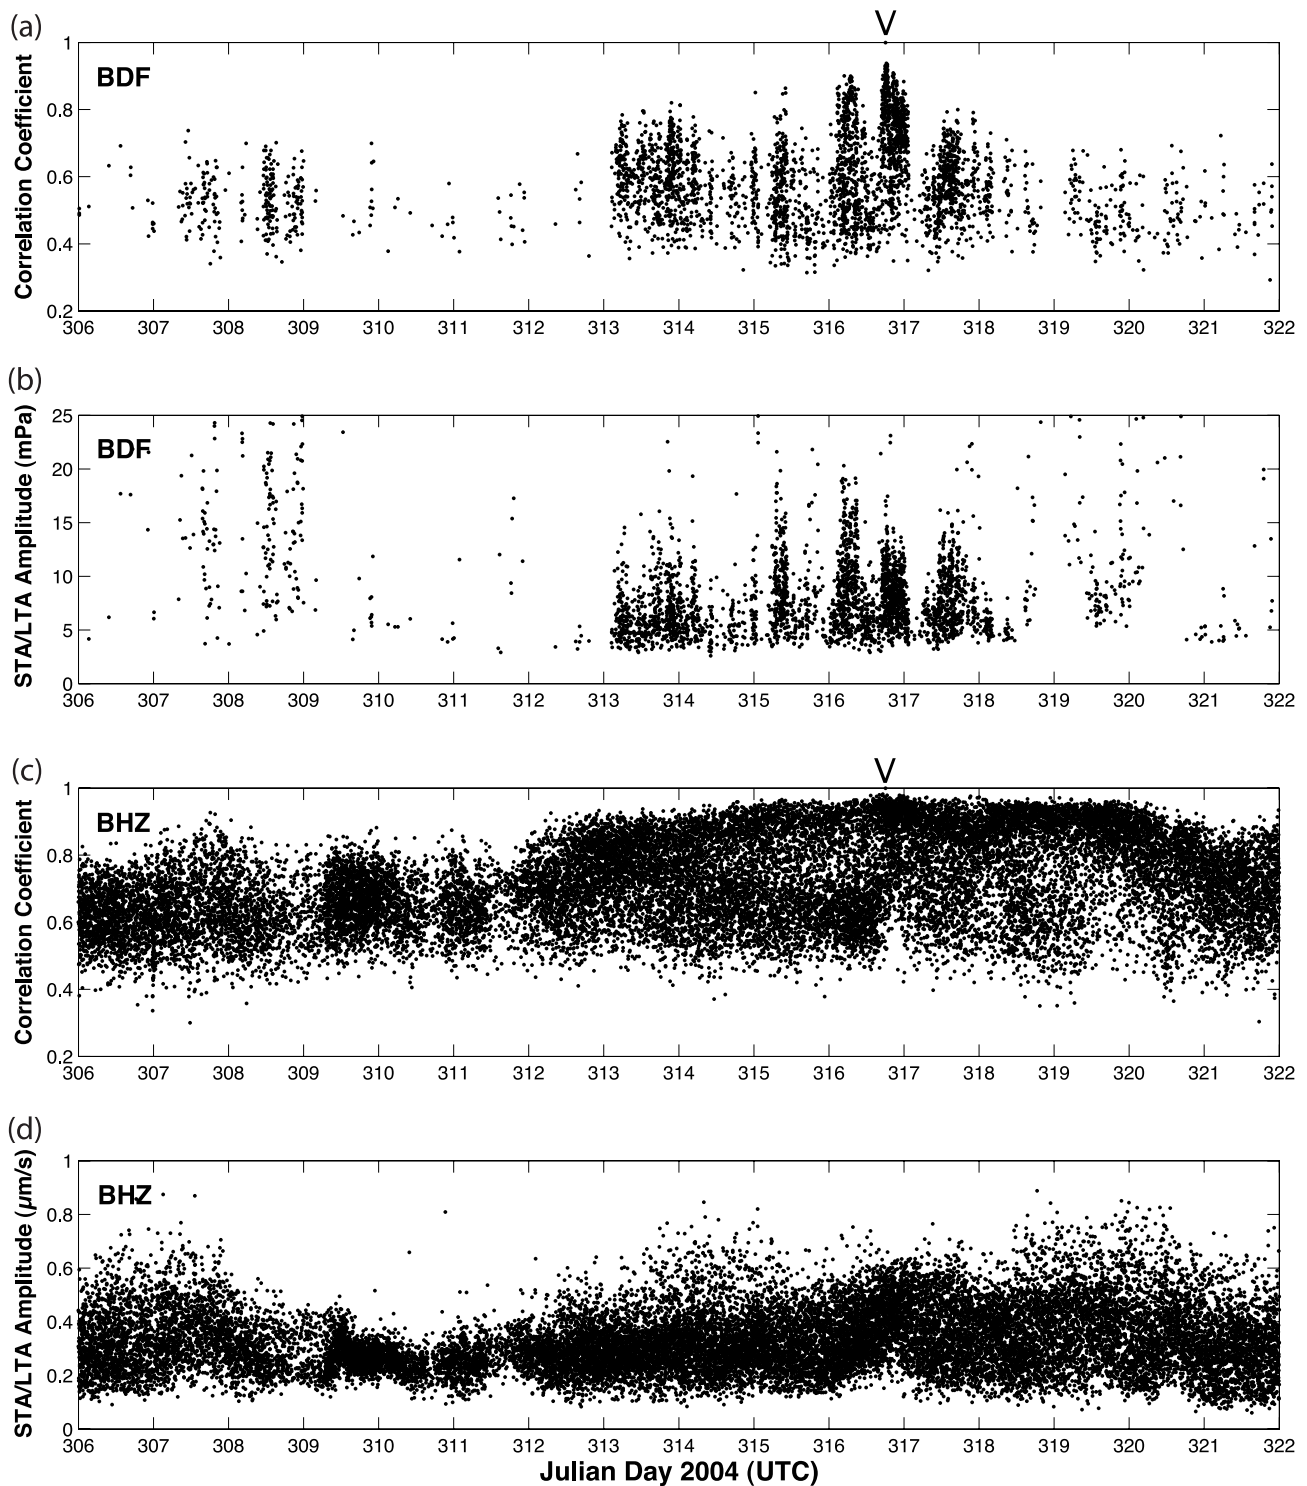 (a)
V
Correlation Coefficient
BDF
1
0.8
0.6
0.4
0.2
306 307 308 309 310 311 312 313 314 315 316 317 318 319 320 321 322
(b)
STA/LTA Amplitude (mPa)
BDF
25
20
15
10
5
0
306 307 308 309 310 311 312 313 314 315 316 317 318 319 320 321 322
(c)
V
Correlation Coefficient
BHZ
1
0.8
0.6
0.4
0.2
306 307 308 309 310 311 312 313 314 315 316 317 318 319 320 321 322
(d)
STA/LTA Amplitude (μm/s)
BHZ
1
0.8
0.6
0.4
0.2
0
306 307 308 309 310 311 312 313 314 315 316 317 318 319 320 321 322
Julian Day 2004 (UTC)